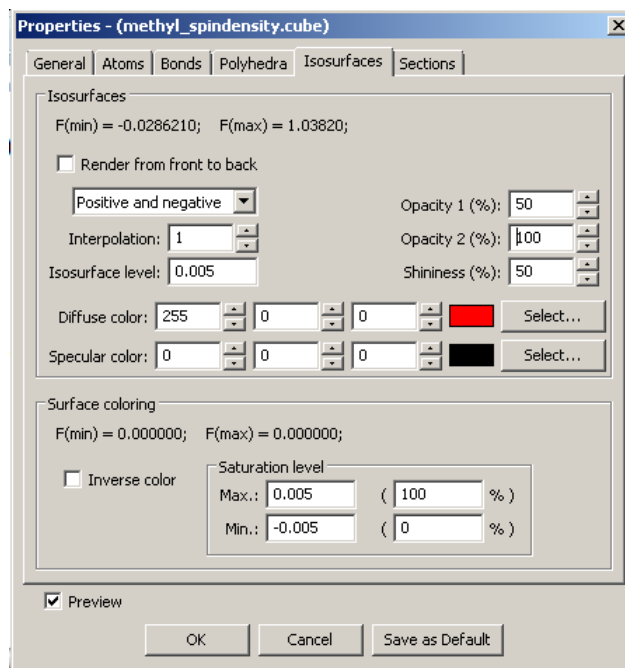 Properties - (methyl_spindensity.cube)
General Atoms Bonds Polyhedra Isosurfaces Sections
Isosurfaces
F(min) = -0.0286210; F(max) = 1.03820;
Render from front to back
Positive and negative Opacity 1 (%): 50
Interpolation: 1 Opacity 2 (%): 100
Isosurface level: 0.005 Shininess (%): 50
Diffuse color: 255 0 0 Select...
Specular color: 0 0 0 Select...
Surface coloring
F(min) = 0.000000; F(max) = 0.000000;
Saturation level
Inverse color
Max.: 0.005 ( 100 % )
Min.: -0.005 ( 0 % )
Preview
OK Cancel Save as Default